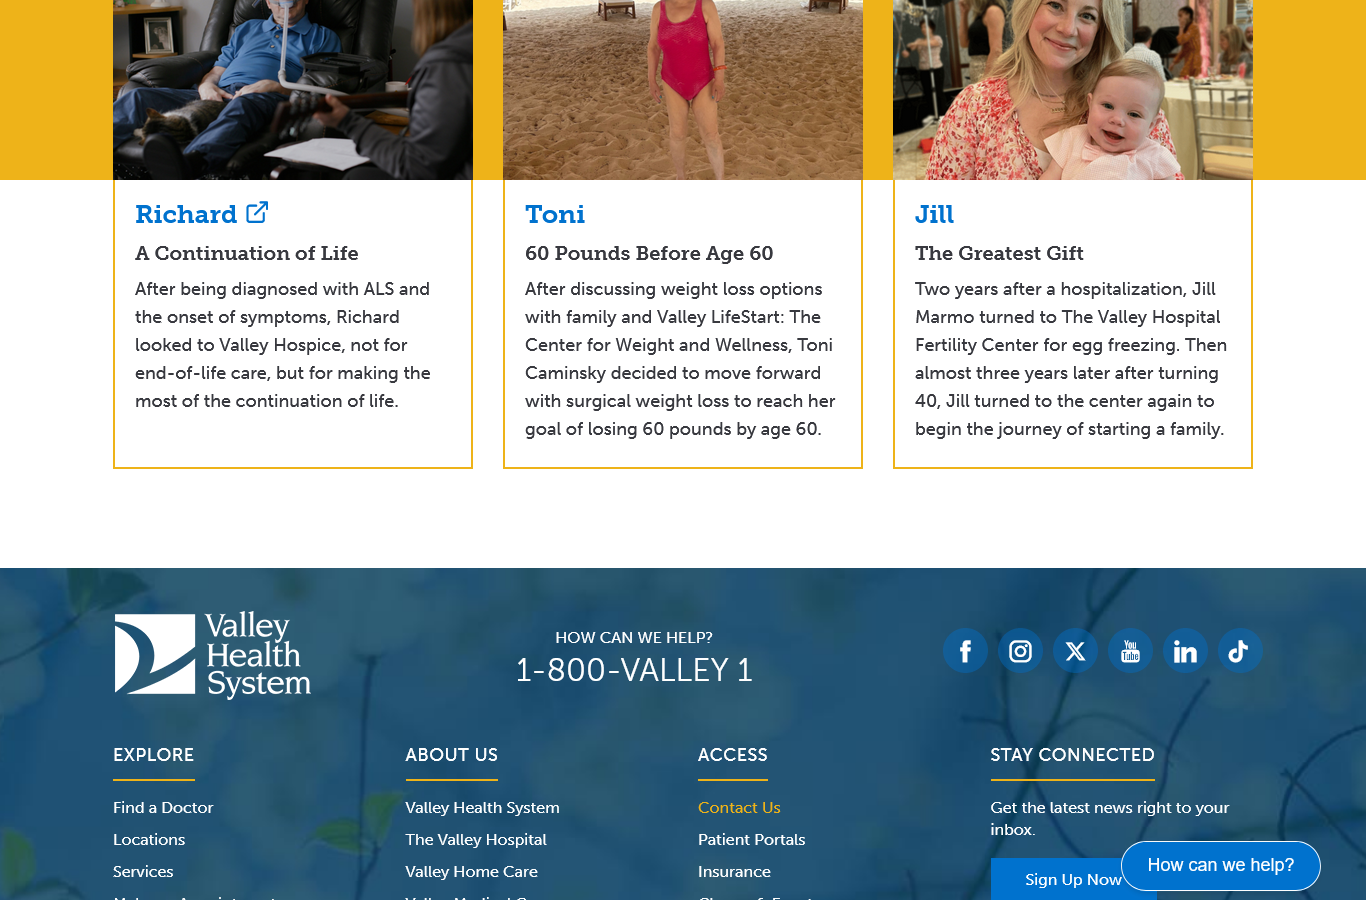 Richard
A Continuation of Life
After being diagnosed with ALS and
the onset of symptoms, Richard
looked to Valley Hospice, not for
end-of-life care, but for making the
most of the continuation of life.
Toni
60 Pounds Before Age 60
After discussing weight loss options
with family and Valley LifeStart: The
Center for Weight and Wellness, Toni
Caminsky decided to move forward
with surgical weight loss to reach her
goal of losing 60 pounds by age 60.
Jill
The Greatest Gift
Two years after a hospitalization, Jill
Marmo turned to The Valley Hospital
Fertility Center for egg freezing. Then
almost three years later after turning
40, Jill turned to the center again to
begin the journey of starting a family.
Valley
Health
System
HOW CAN WE HELP?
1-800-VALLEY 1
You
Tube
EXPLORE
Find a Doctor
Locations
Services
ABOUT US
Valley Health System
The Valley Hospital
Valley Home Care
ACCESS
Contact Us
Patient Portals
Insurance
STAY CONNECTED
Get the latest news right to your
inbox.
Sign Up Now
How can we help?